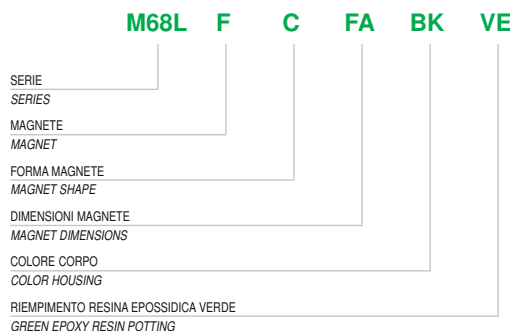 M68L F C FA BK VE
SERIE
SERIES
MAGNETE
MAGNET
FORMA MAGNETE
MAGNET SHAPE
DIMENSIONI MAGNETE
MAGNET DIMENSIONS
COLORE CORPO
COLOR HOUSING
RIEMPIMENTO RESINA EPOSSIDICA VERDE
GREEN EPOXY RESIN POTTING